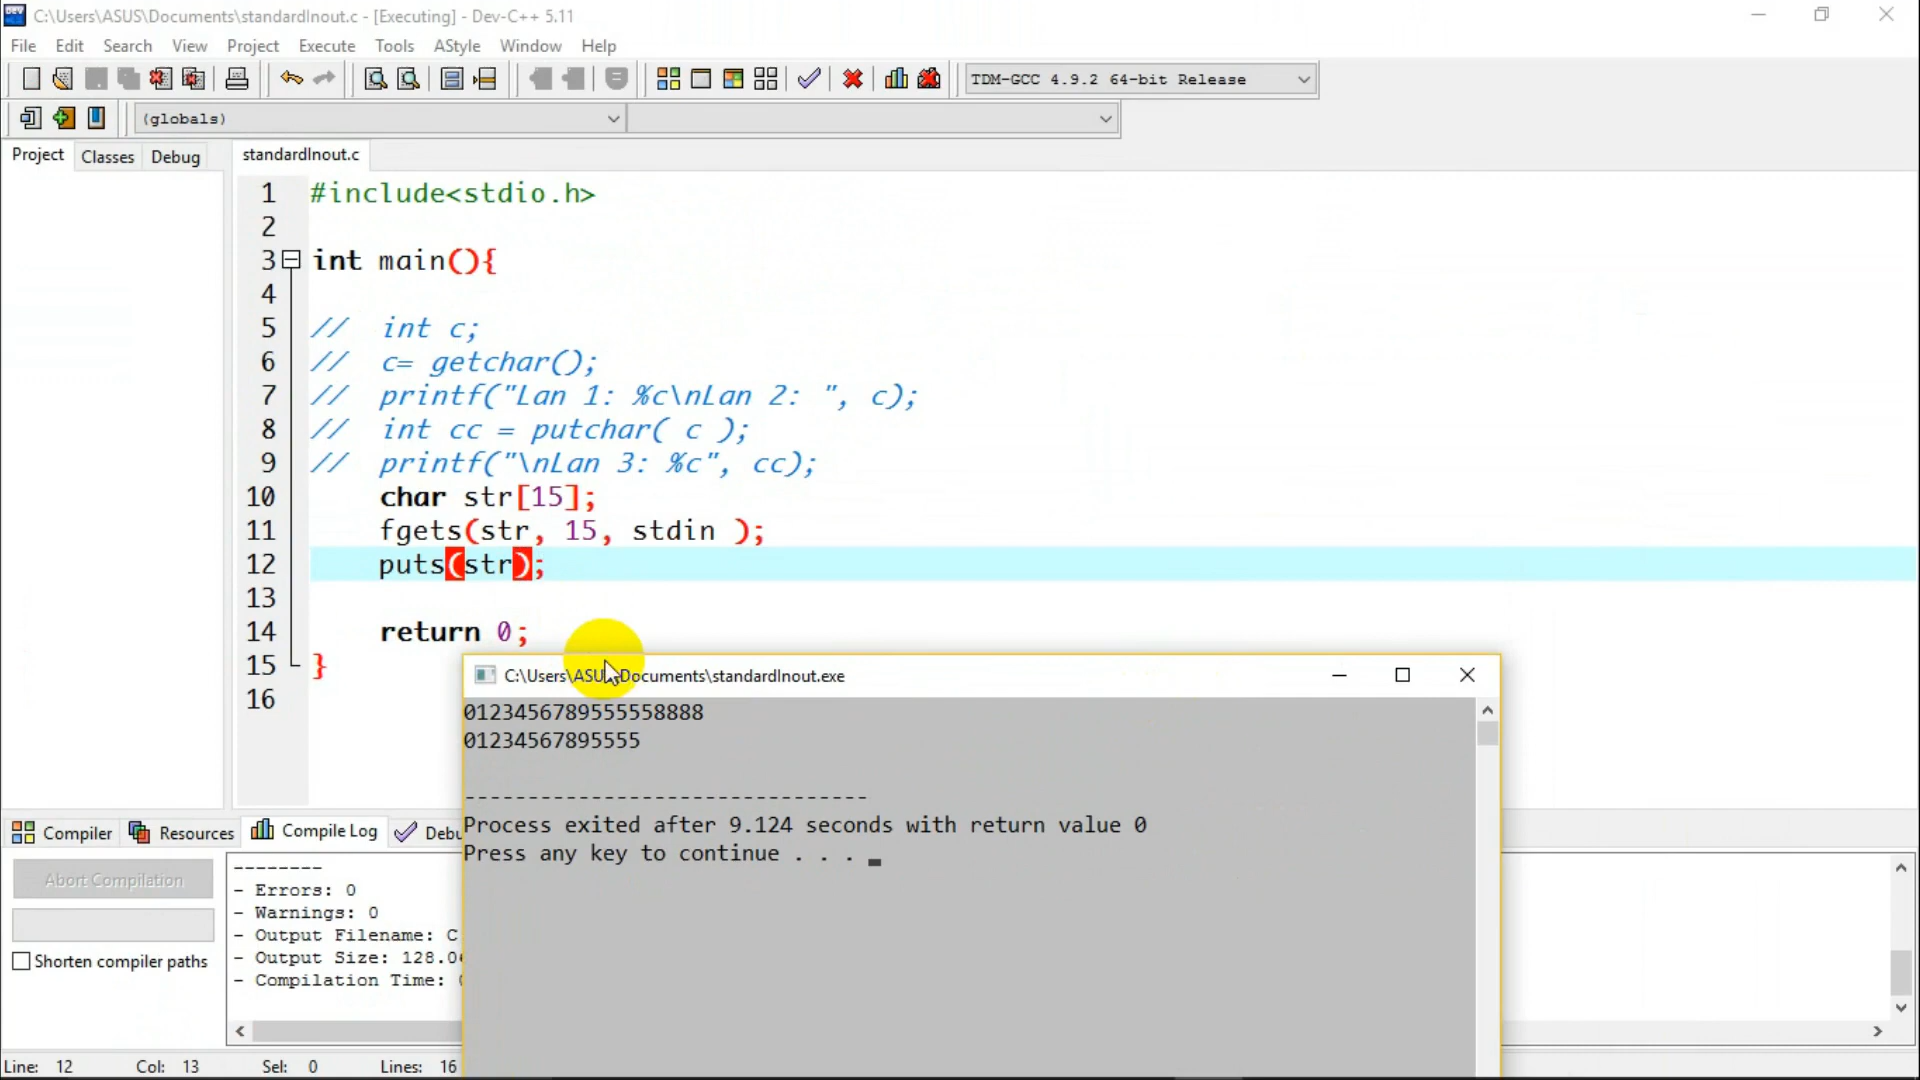 C:\Users\ASUS\Documents\standardInout.c - [Executing] - Dev-C++ 5.11
File Edit Search View Project Execute Tools AStyle Window Help
TDM-GCC 4.9.2 64-bit Release
(globals)
Project Classes Debug
standardInout.c
1 #include<stdio.h>
2
3 int main(){
4
5 // int c;
6 // c= getchar();
7 // printf("Lan 1: %c\nLan 2: ", c);
8 // int cc = putchar( c );
9 // printf("\nLan 3: %c", cc);
10 char str[15];
11 fgets(str, 15, stdin );
12 puts(str);
13
14 return 0;
15 }
16
C:\Users\ASUS\Documents\standardInout.exe
0123456789555558888
01234567895555
--------------------------------
Process exited after 9.124 seconds with return value 0
Press any key to continue . . .
Compiler Resources Compile Log Debu
Abort Compilation
Shorten compiler paths
--------
- Errors: 0
- Warnings: 0
- Output Filename: C
- Output Size: 128.0
- Compilation Time:
Line: 12 Col: 13 Sel: 0 Lines: 16